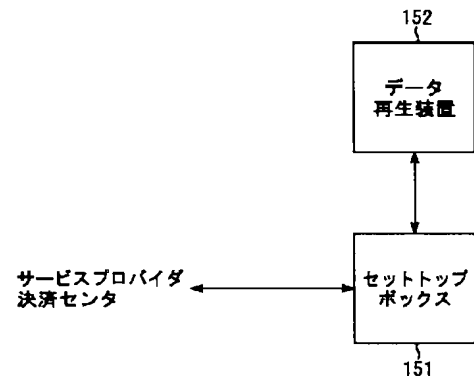 152
データ
再生装置
サービスプロバイダ
決済センタ
セットトップ
ボックス
151